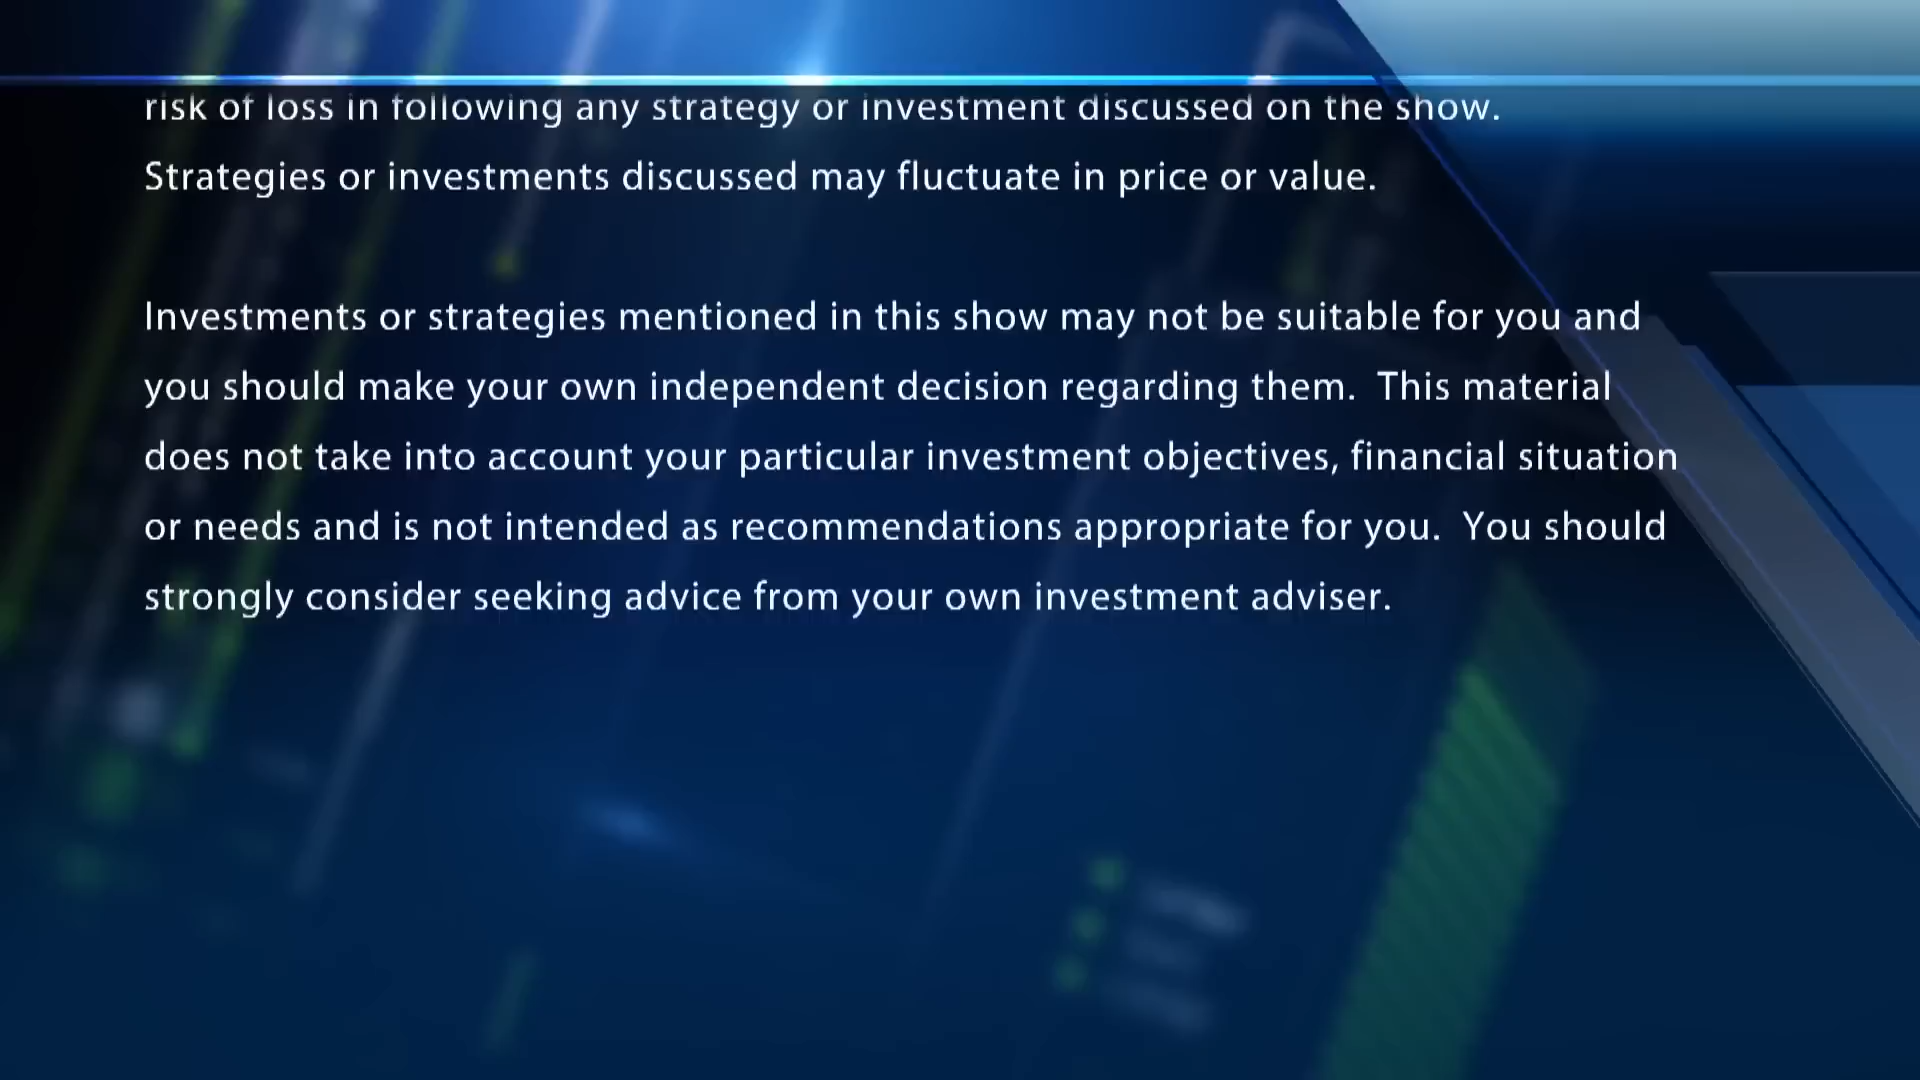 risk of loss in following any strategy or investment discussed on the show.
Strategies or investments discussed may fluctuate in price or value.
Investments or strategies mentioned in this show may not be suitable for you and
you should make your own independent decision regarding them.  This material
does not take into account your particular investment objectives, financial situation
or needs and is not intended as recommendations appropriate for you.  You should
strongly consider seeking advice from your own investment adviser.